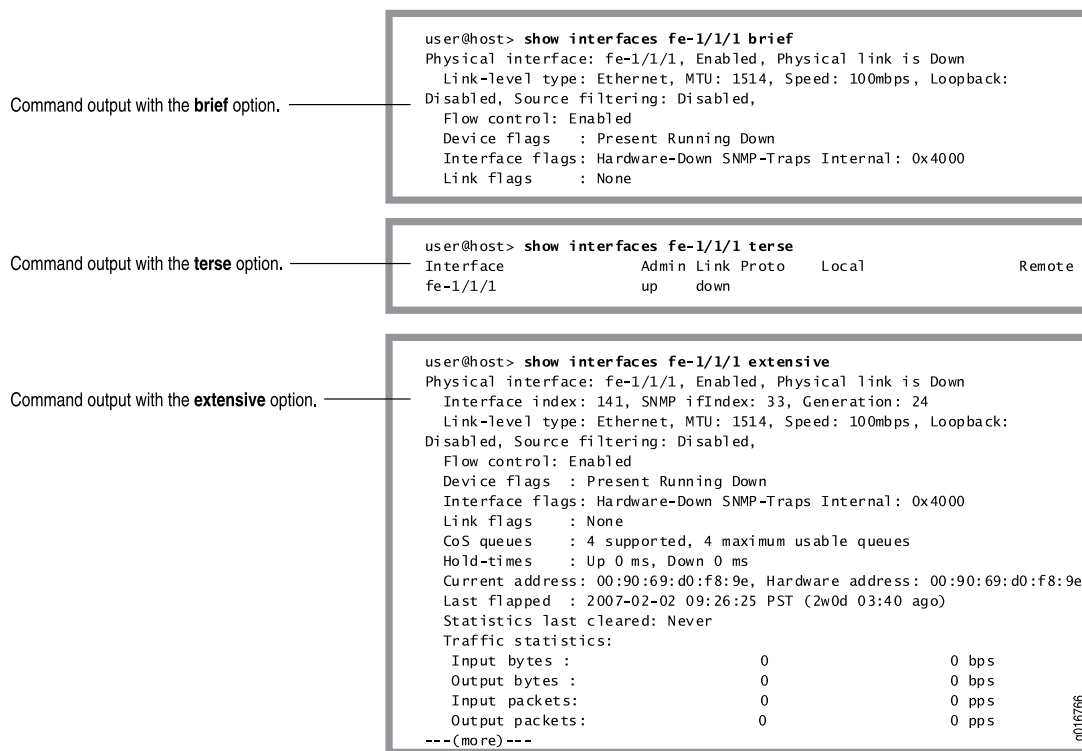 user@host> show interfaces fe-1/1/1 brief
Physical interface: fe-1/1/1, Enabled, Physical link is Down
Link-level type: Ethernet, MTU: 1514, Speed: 100mbps, Loopback:
Command output with the brief option.
Disabled, Source filtering: Disabled,
Flow control: Enabled
Device flags : Present Running Down
Interface flags: Hardware-Down SNMP-Traps Internal: 0x4000
Link flags : None
user@host> show interfaces fe-1/1/1 terse
Command output with the terse option.
Interface Admin Link Proto Local Remote
fe-1/1/1 up down
user@host> show interfaces fe-1/1/1 extensive
Physical interface: fe-1/1/1, Enabled, Physical link is Down
Command output with the extensive option.
Interface index: 141, SNMP ifIndex: 33, Generation: 24
Link-level type: Ethernet, MTU: 1514, Speed: 100mbps, Loopback:
Disabled, Source filtering: Disabled,
Flow control: Enabled
Device flags : Present Running Down
Interface flags: Hardware-Down SNMP-Traps Internal: 0x4000
Link flags : None
CoS queues : 4 supported, 4 maximum usable queues
Hold-times : Up 0 ms, Down 0 ms
Current address: 00:90:69:d0:f8:9e, Hardware address: 00:90:69:d0:f8:9e
Last flapped : 2007-02-02 09:26:25 PST (2w0d 03:40 ago)
Statistics last cleared: Never
Traffic statistics:
Input bytes : 0 0 bps
Output bytes : 0 0 bps
Input packets: 0 0 pps
Output packets: 0 0 pps
---(more)---
g016766